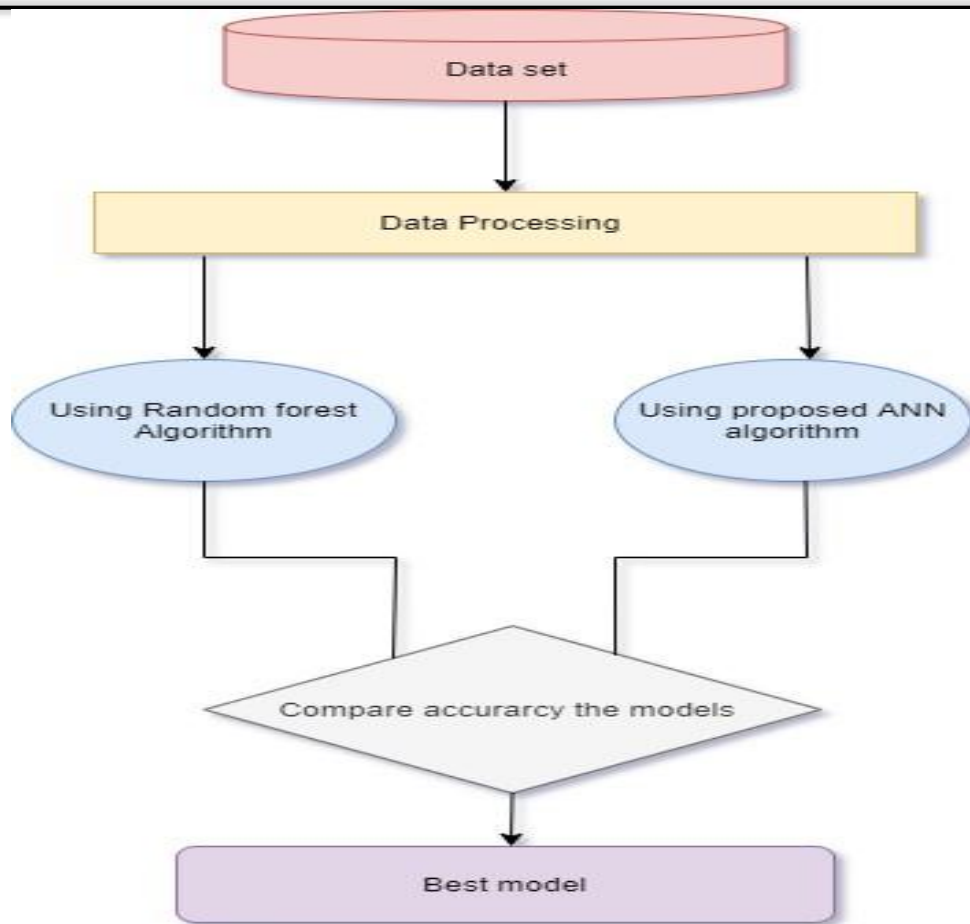 Data set
Data Processing
Using Random forest
Algorithm
Using proposed ANN
algorithm
Compare accurarcy the models
Best model